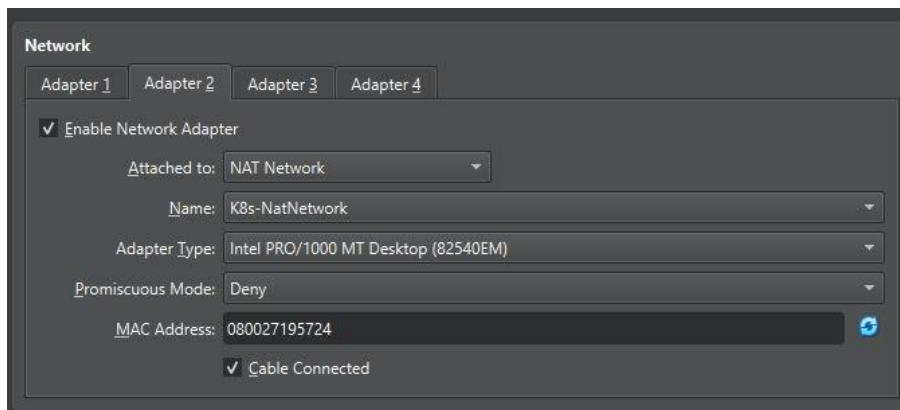 Network
Adapter 1 Adapter 2 Adapter 3 Adapter 4
Enable Network Adapter
Attached to: NAT Network
Name: K8s-NatNetwork
Adapter Type: Intel PRO/1000 MT Desktop (82540EM)
Promiscuous Mode: Deny
MAC Address: 080027195724
Cable Connected